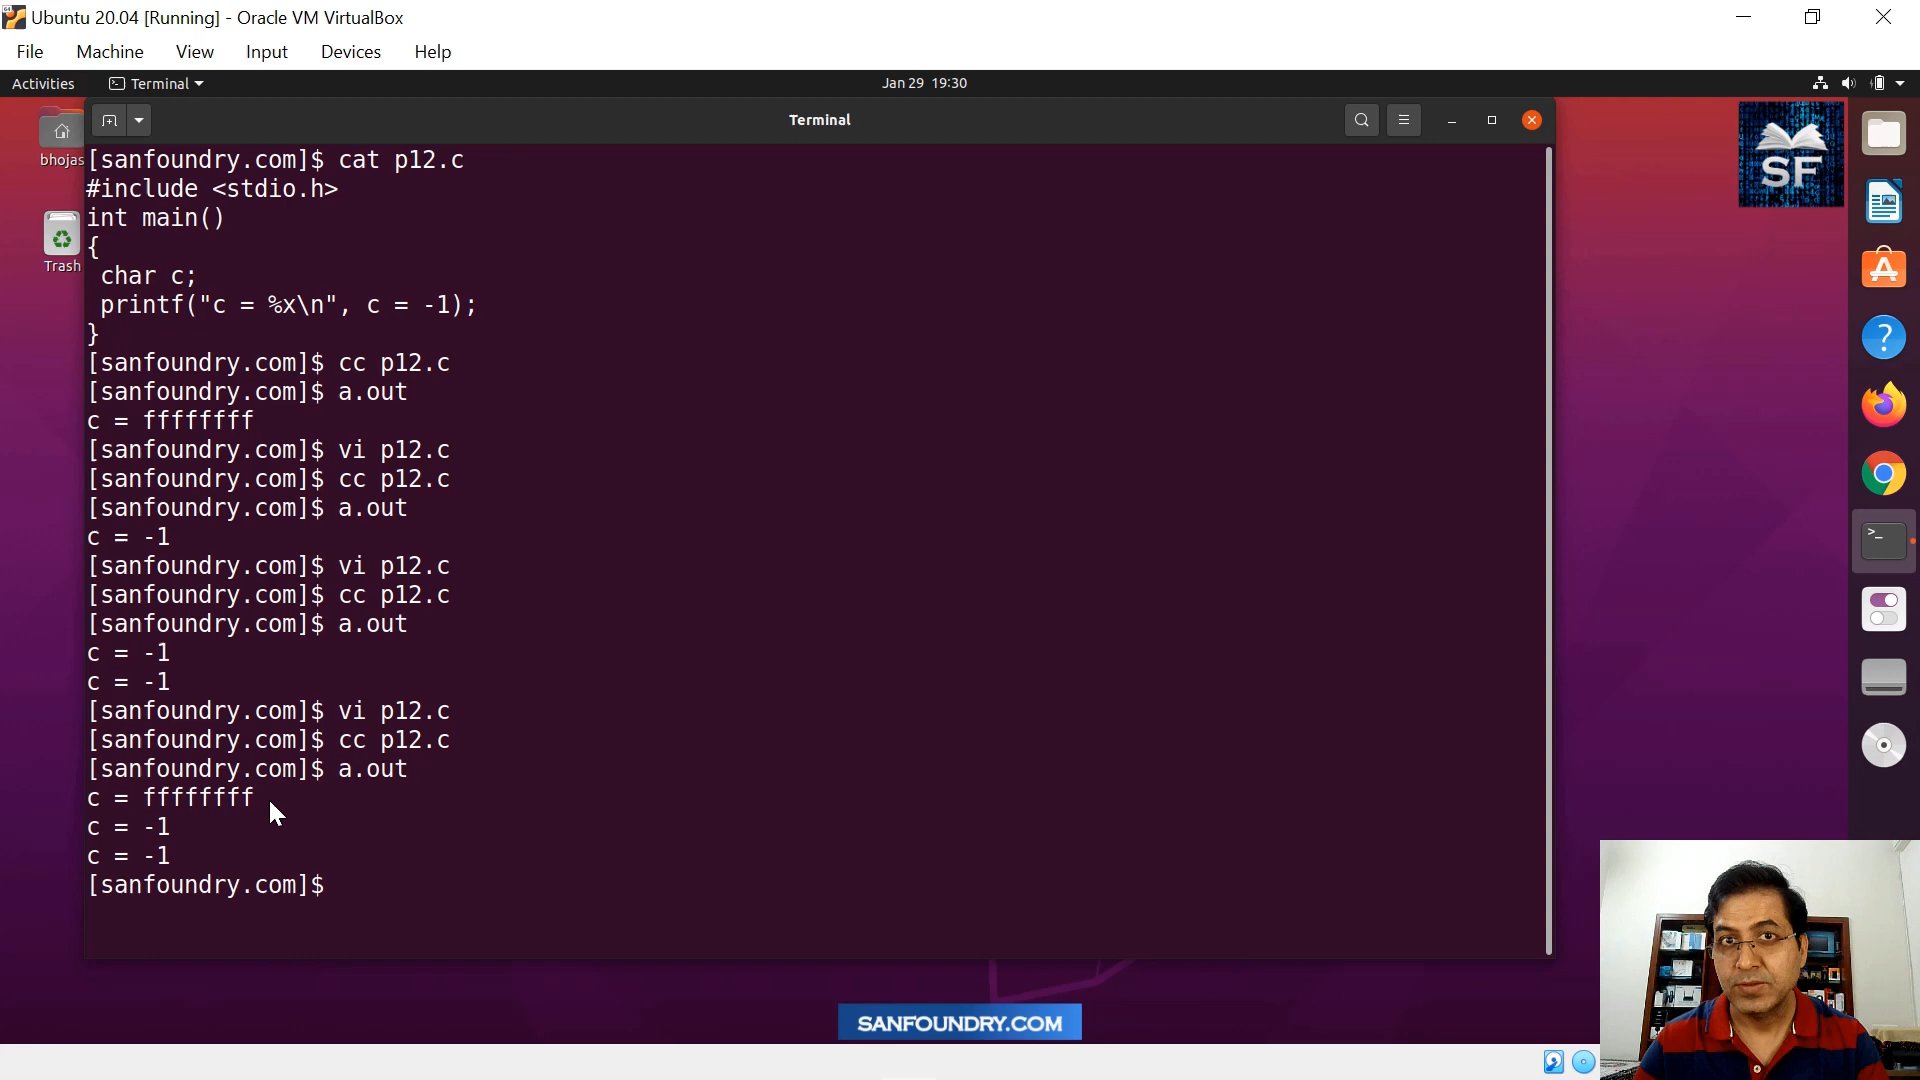 Ubuntu 20.04 [Running] - Oracle VM VirtualBox
File Machine View Input Devices Help
Activities Terminal Jan 29 19:30
Terminal
bhojas
Trash
SF
[sanfoundry.com]$ cat p12.c
#include <stdio.h>
int main()
{
char c;
printf("c = %x\n", c = -1);
}
[sanfoundry.com]$ cc p12.c
[sanfoundry.com]$ a.out
c = ffffffff
[sanfoundry.com]$ vi p12.c
[sanfoundry.com]$ cc p12.c
[sanfoundry.com]$ a.out
c = -1
[sanfoundry.com]$ vi p12.c
[sanfoundry.com]$ cc p12.c
[sanfoundry.com]$ a.out
c = -1
c = -1
[sanfoundry.com]$ vi p12.c
[sanfoundry.com]$ cc p12.c
[sanfoundry.com]$ a.out
c = ffffffff
c = -1
c = -1
[sanfoundry.com]$
SANFOUNDRY.COM